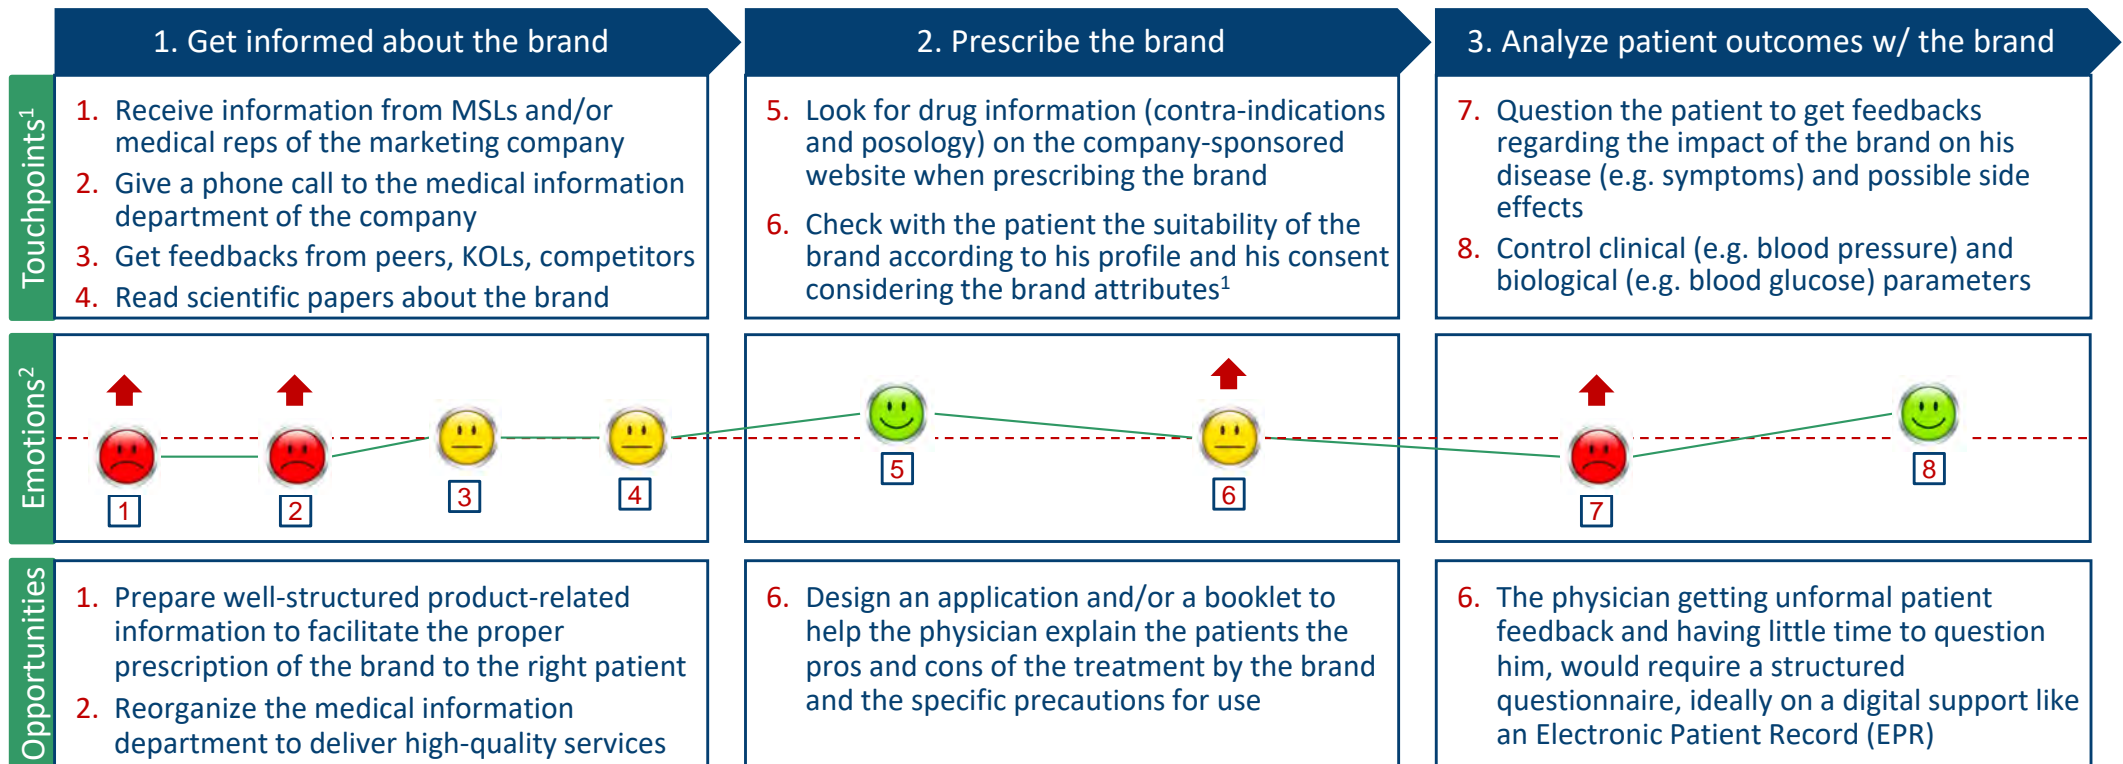 1. Get informed about the brand
2. Prescribe the brand
3. Analyze patient outcomes w/ the brand
Touchpoints1
1. Receive information from MSLs and/or
medical reps of the marketing company
2. Give a phone call to the medical information
department of the company
3. Get feedbacks from peers, KOLs, competitors
4. Read scientific papers about the brand
5. Look for drug information (contra-indications
and posology) on the company-sponsored
website when prescribing the brand
6. Check with the patient the suitability of the
brand according to his profile and his consent
considering the brand attributes1
7. Question the patient to get feedbacks
regarding the impact of the brand on his
disease (e.g. symptoms) and possible side
effects
8. Control clinical (e.g. blood pressure) and
biological (e.g. blood glucose) parameters
Emotions2
1
2
3
4
5
6
7
8
Opportunities
1. Prepare well-structured product-related
information to facilitate the proper
prescription of the brand to the right patient
2. Reorganize the medical information
department to deliver high-quality services
6. Design an application and/or a booklet to
help the physician explain the patients the
pros and cons of the treatment by the brand
and the specific precautions for use
6. The physician getting unformal patient
feedback and having little time to question
him, would require a structured
questionnaire, ideally on a digital support like
an Electronic Patient Record (EPR)